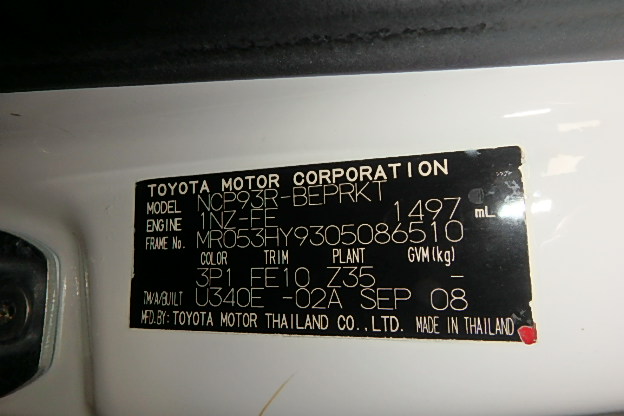 TOYOTA MOTOR CORPORATION
MODEL NCP93R-BEPRKT
ENGINE 1NZ-FE 1497 mL
FRAME No. MR053HY9305086510
COLOR TRIM PLANT GVM(kg)
3P1 FE10 Z35 -
TM/A/BUILT U340E -02A SEP 08
MFD.BY: TOYOTA MOTOR THAILAND CO.,LTD. MADE IN THAILAND